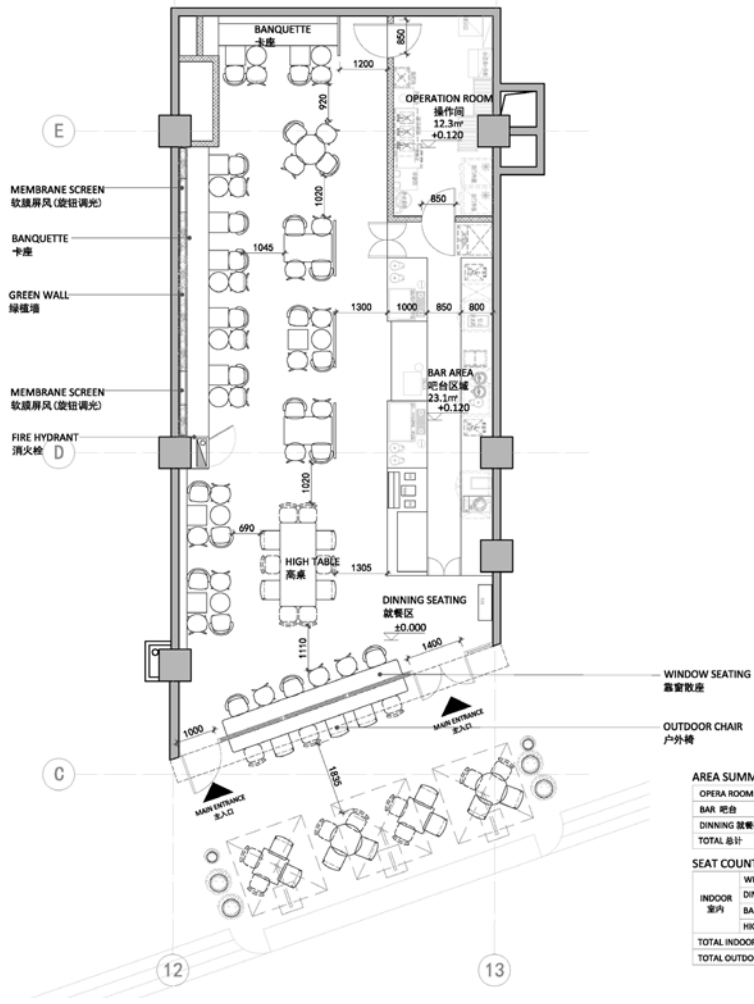 BANQUETTE
卡座
850
1200
OPERATION ROOM
操作间
12.3㎡
+0.120
E
920
MEMBRANE SCREEN
软膜屏风(旋钮调光)
1020
850
BANQUETTE
卡座
1045
GREEN WALL
绿植墙
1300
1000
850
800
BAR AREA
吧台区域
23.1㎡
+0.120
MEMBRANE SCREEN
软膜屏风(旋钮调光)
FIRE HYDRANT
消火栓
D
1020
690
HIGH TABLE
高桌
1305
DINNING SEATING
就餐区
±0.000
1110
1400
WINDOW SEATING
靠窗散座
1000
MAIN ENTRANCE
主入口
OUTDOOR CHAIR
户外椅
C
MAIN ENTRANCE
主入口
1835
AREA SUMM
OPERA ROOM
BAR 吧台
DINNING 就餐
TOTAL 总计
SEAT COUNT
INDOOR
室内
WI
DIN
BA
HIG
TOTAL INDOOR
TOTAL OUTDO
12
13